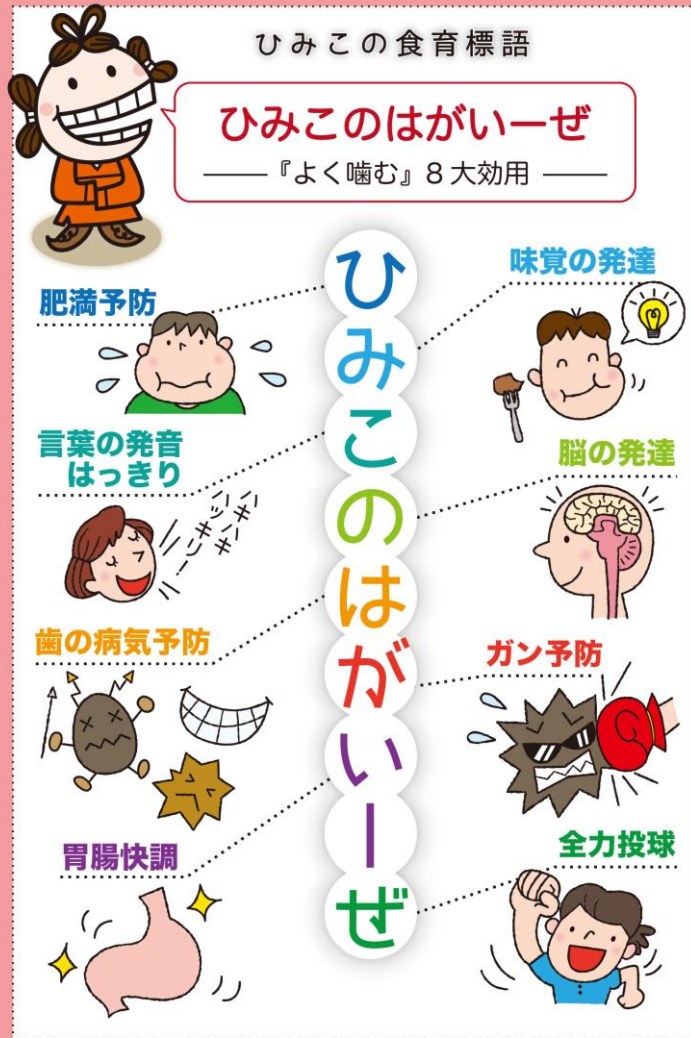 ひみこの食育標語
ひみこのはがいーぜ
『よく噛む』8大効用
ひみこのはがいーぜ
肥満予防
味覚の発達
言葉の発音
はっきり
ハキハキ
ハッキリー
脳の発達
歯の病気予防
ガン予防
胃腸快調
全力投球